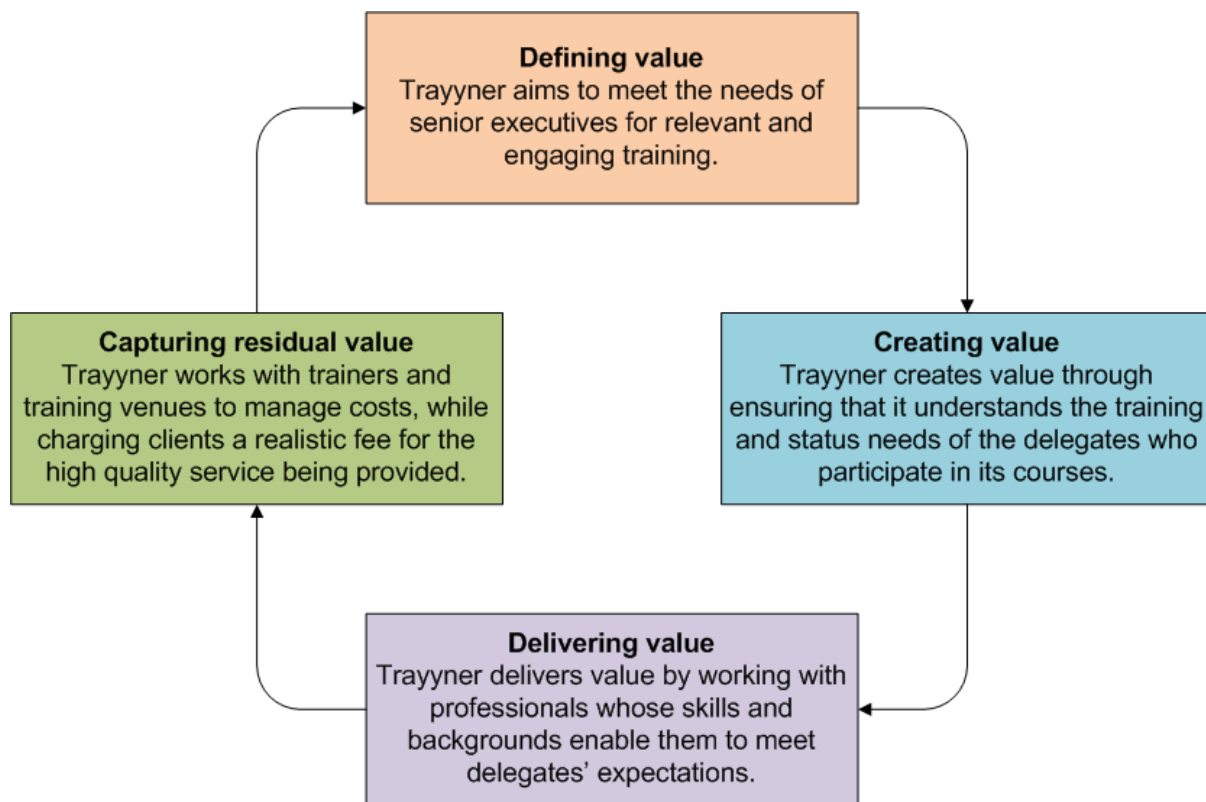 Defining value
Trayyner aims to meet the needs of
senior executives for relevant and
engaging training.
Creating value
Trayyner creates value through
ensuring that it understands the training
and status needs of the delegates who
participate in its courses.
Delivering value
Trayyner delivers value by working with
professionals whose skills and
backgrounds enable them to meet
delegates’ expectations.
Capturing residual value
Trayyner works with trainers and
training venues to manage costs, while
charging clients a realistic fee for the
high quality service being provided.